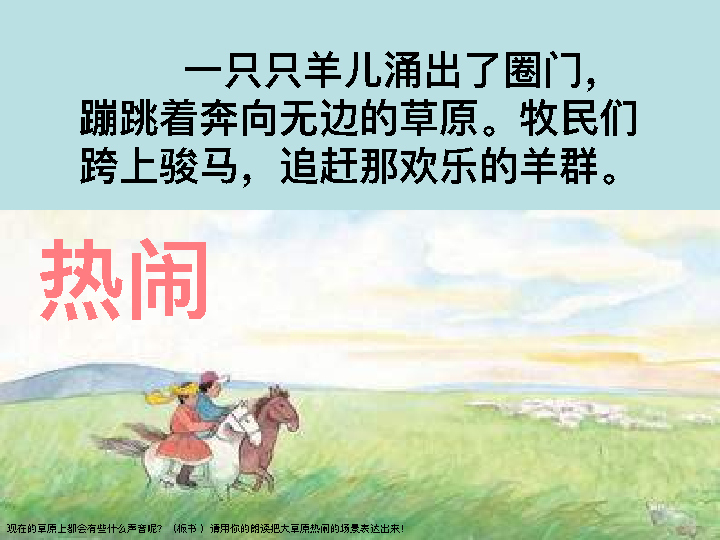 一只只羊儿涌出了圈门，
蹦跳着奔向无边的草原。牧民们
跨上骏马，追赶那欢乐的羊群。
热闹
现在的草原上都会有些什么声音呢？（板书）请用你的朗读把大草原热闹的场景表达出来！